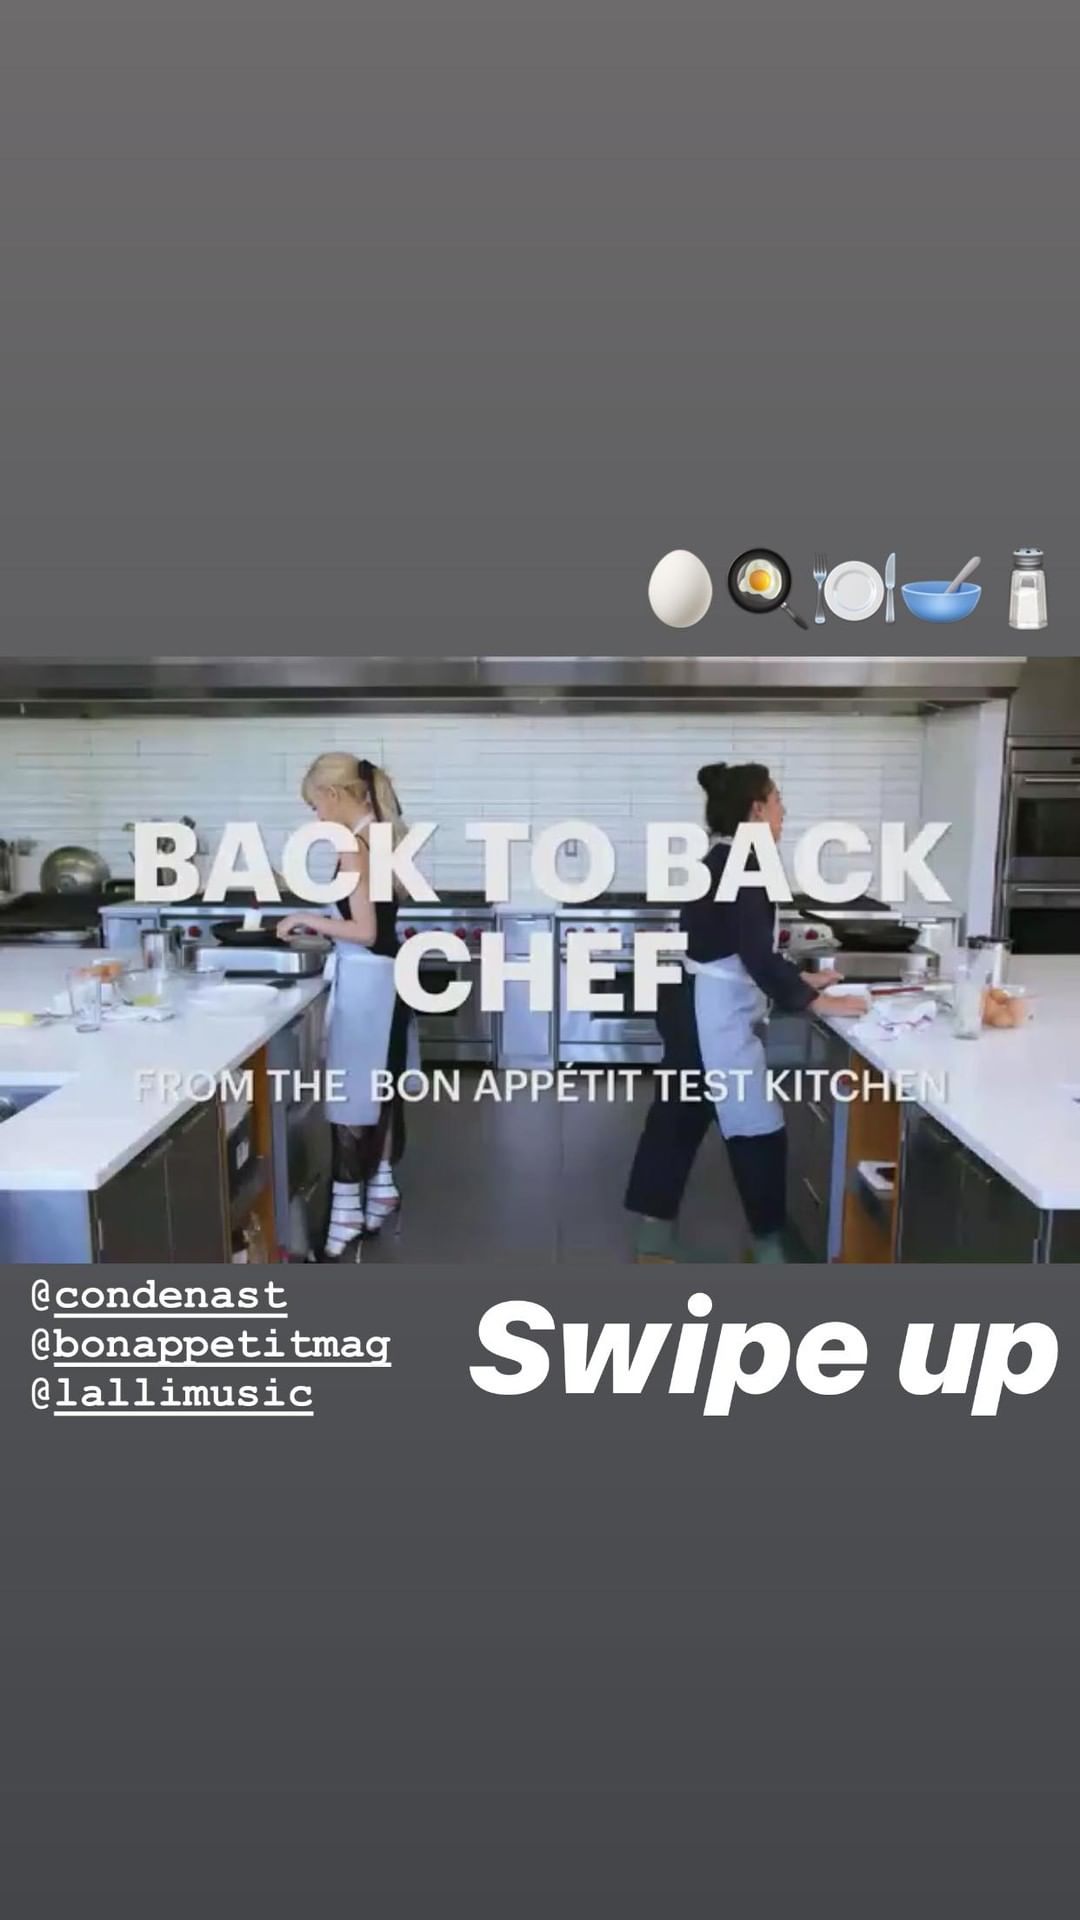 BACK TO BACK
CHEF
FROM THE BON APPÉTIT TEST KITCHEN
@condenast
@bonappetitmag
@lallimusic
Swipe up